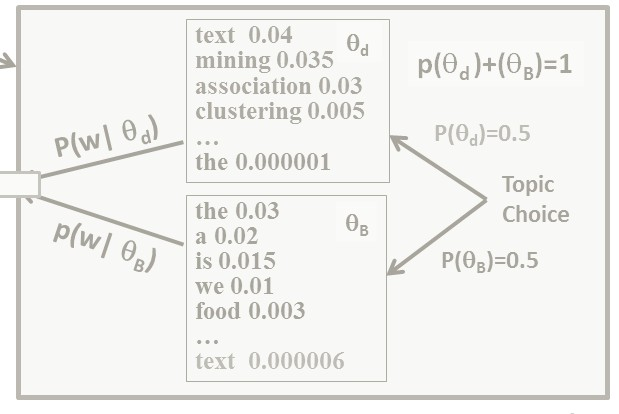 text 0.04 θd
mining 0.035
association 0.03
clustering 0.005
...
the 0.000001
p(θd)+(θB)=1
P(θd)=0.5
Topic
Choice
P(θB)=0.5
P(w| θd)
p(w| θB)
the 0.03
a 0.02 θB
is 0.015
we 0.01
food 0.003
...
text 0.000006